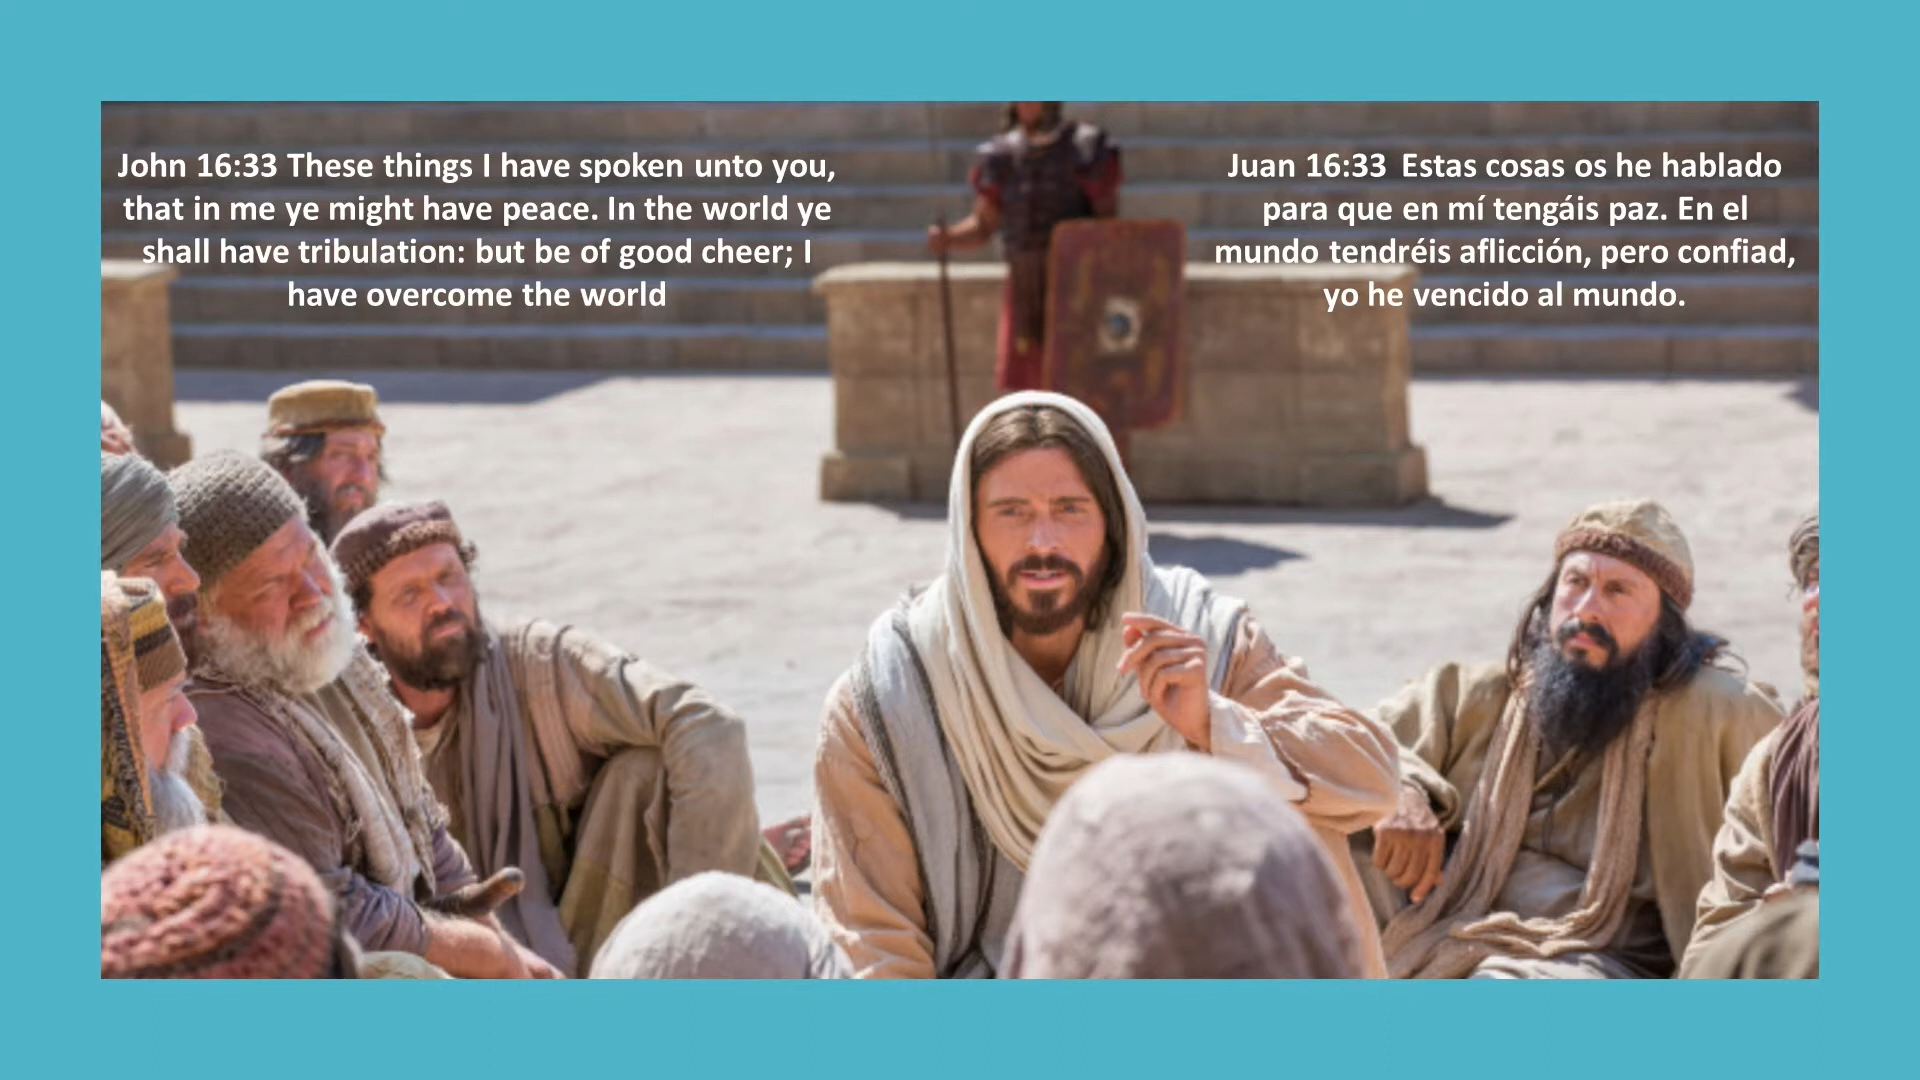 John 16:33 These things I have spoken unto you,
that in me ye might have peace. In the world ye
shall have tribulation: but be of good cheer; I
have overcome the world
Juan 16:33  Estas cosas os he hablado
para que en mí tengáis paz. En el
mundo tendréis aflicción, pero confiad,
yo he vencido al mundo.